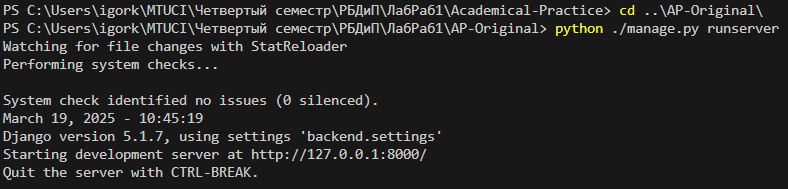 PS C:\Users\igork\MTUCI\Четвертый семестр\РБДиП\ЛабРаб1\Academical-Practice> cd ..\AP-Original\
PS C:\Users\igork\MTUCI\Четвертый семестр\РБДиП\ЛабРаб1\AP-Original> python ./manage.py runserver
Watching for file changes with StatReloader
Performing system checks...
System check identified no issues (0 silenced).
March 19, 2025 - 10:45:19
Django version 5.1.7, using settings 'backend.settings'
Starting development server at http://127.0.0.1:8000/
Quit the server with CTRL-BREAK.